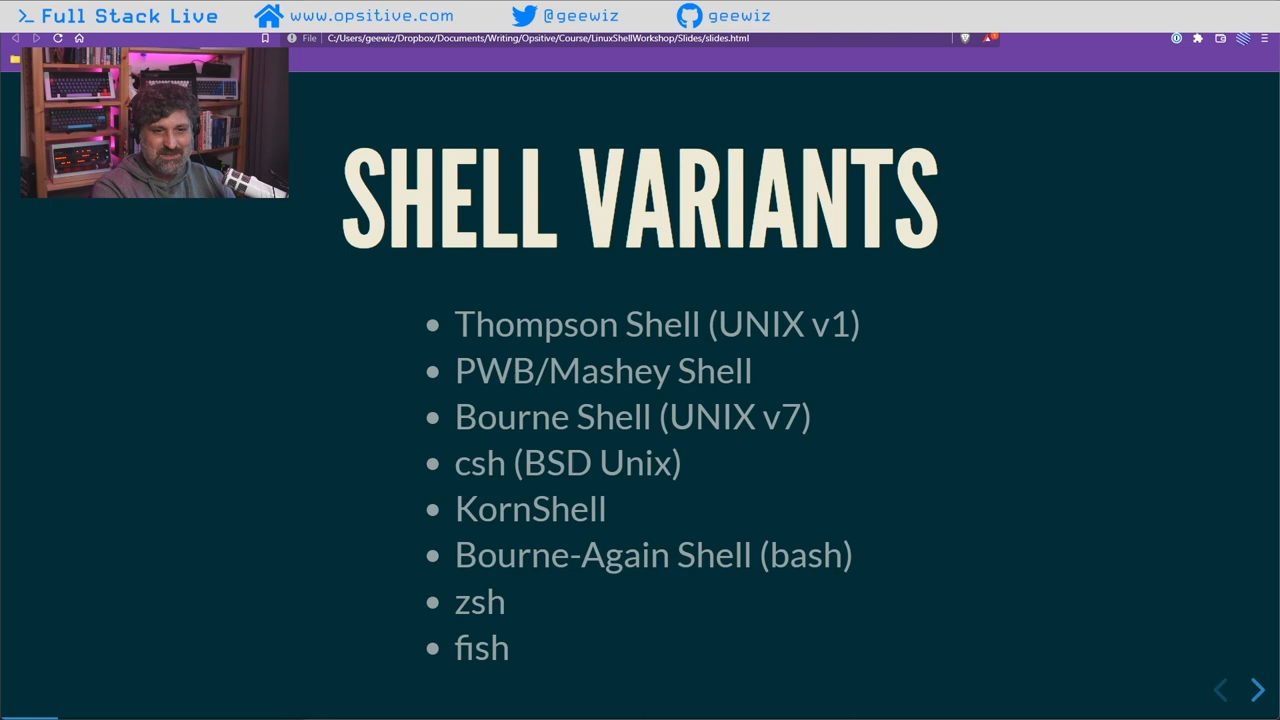 >_ Full Stack Live www.opsitive.com @geewiz geewiz
File C:/Users/geewiz/Dropbox/Documents/Writing/Opsitive/Course/LinuxShellWorkshop/Slides/slides.html
SHELL VARIANTS
• Thompson Shell (UNIX v1)
• PWB/Mashey Shell
• Bourne Shell (UNIX v7)
• csh (BSD Unix)
• KornShell
• Bourne-Again Shell (bash)
• zsh
• fish